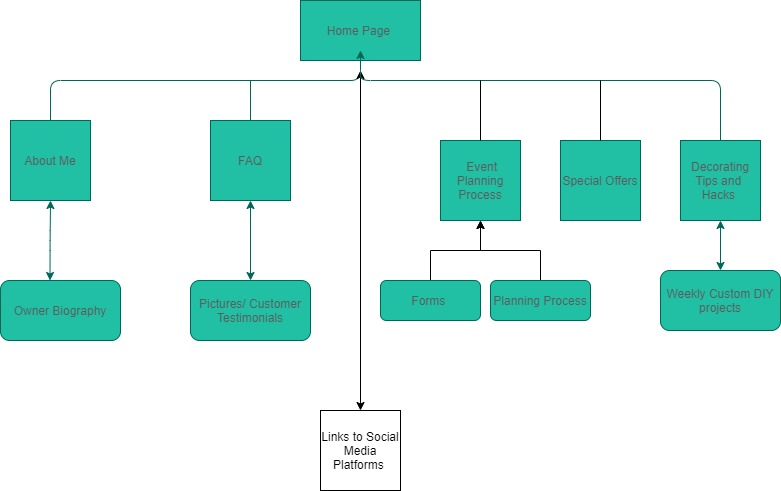 Home Page
About Me
FAQ
Event
Planning
Process
Special Offers
Decorating
Tips and
Hacks
Owner Biography
Pictures/ Customer
Testimonials
Forms
Planning Process
Weekly Custom DIY
projects
Links to Social
Media
Platforms